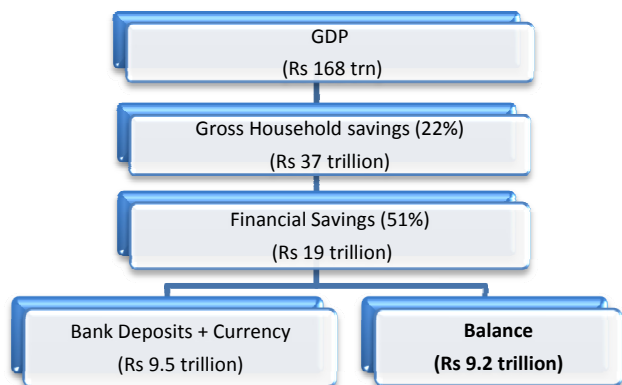 GDP
(Rs 168 trn)
Gross Household savings (22%)
(Rs 37 trillion)
Financial Savings (51%)
(Rs 19 trillion)
Bank Deposits + Currency
(Rs 9.5 trillion)
Balance
(Rs 9.2 trillion)